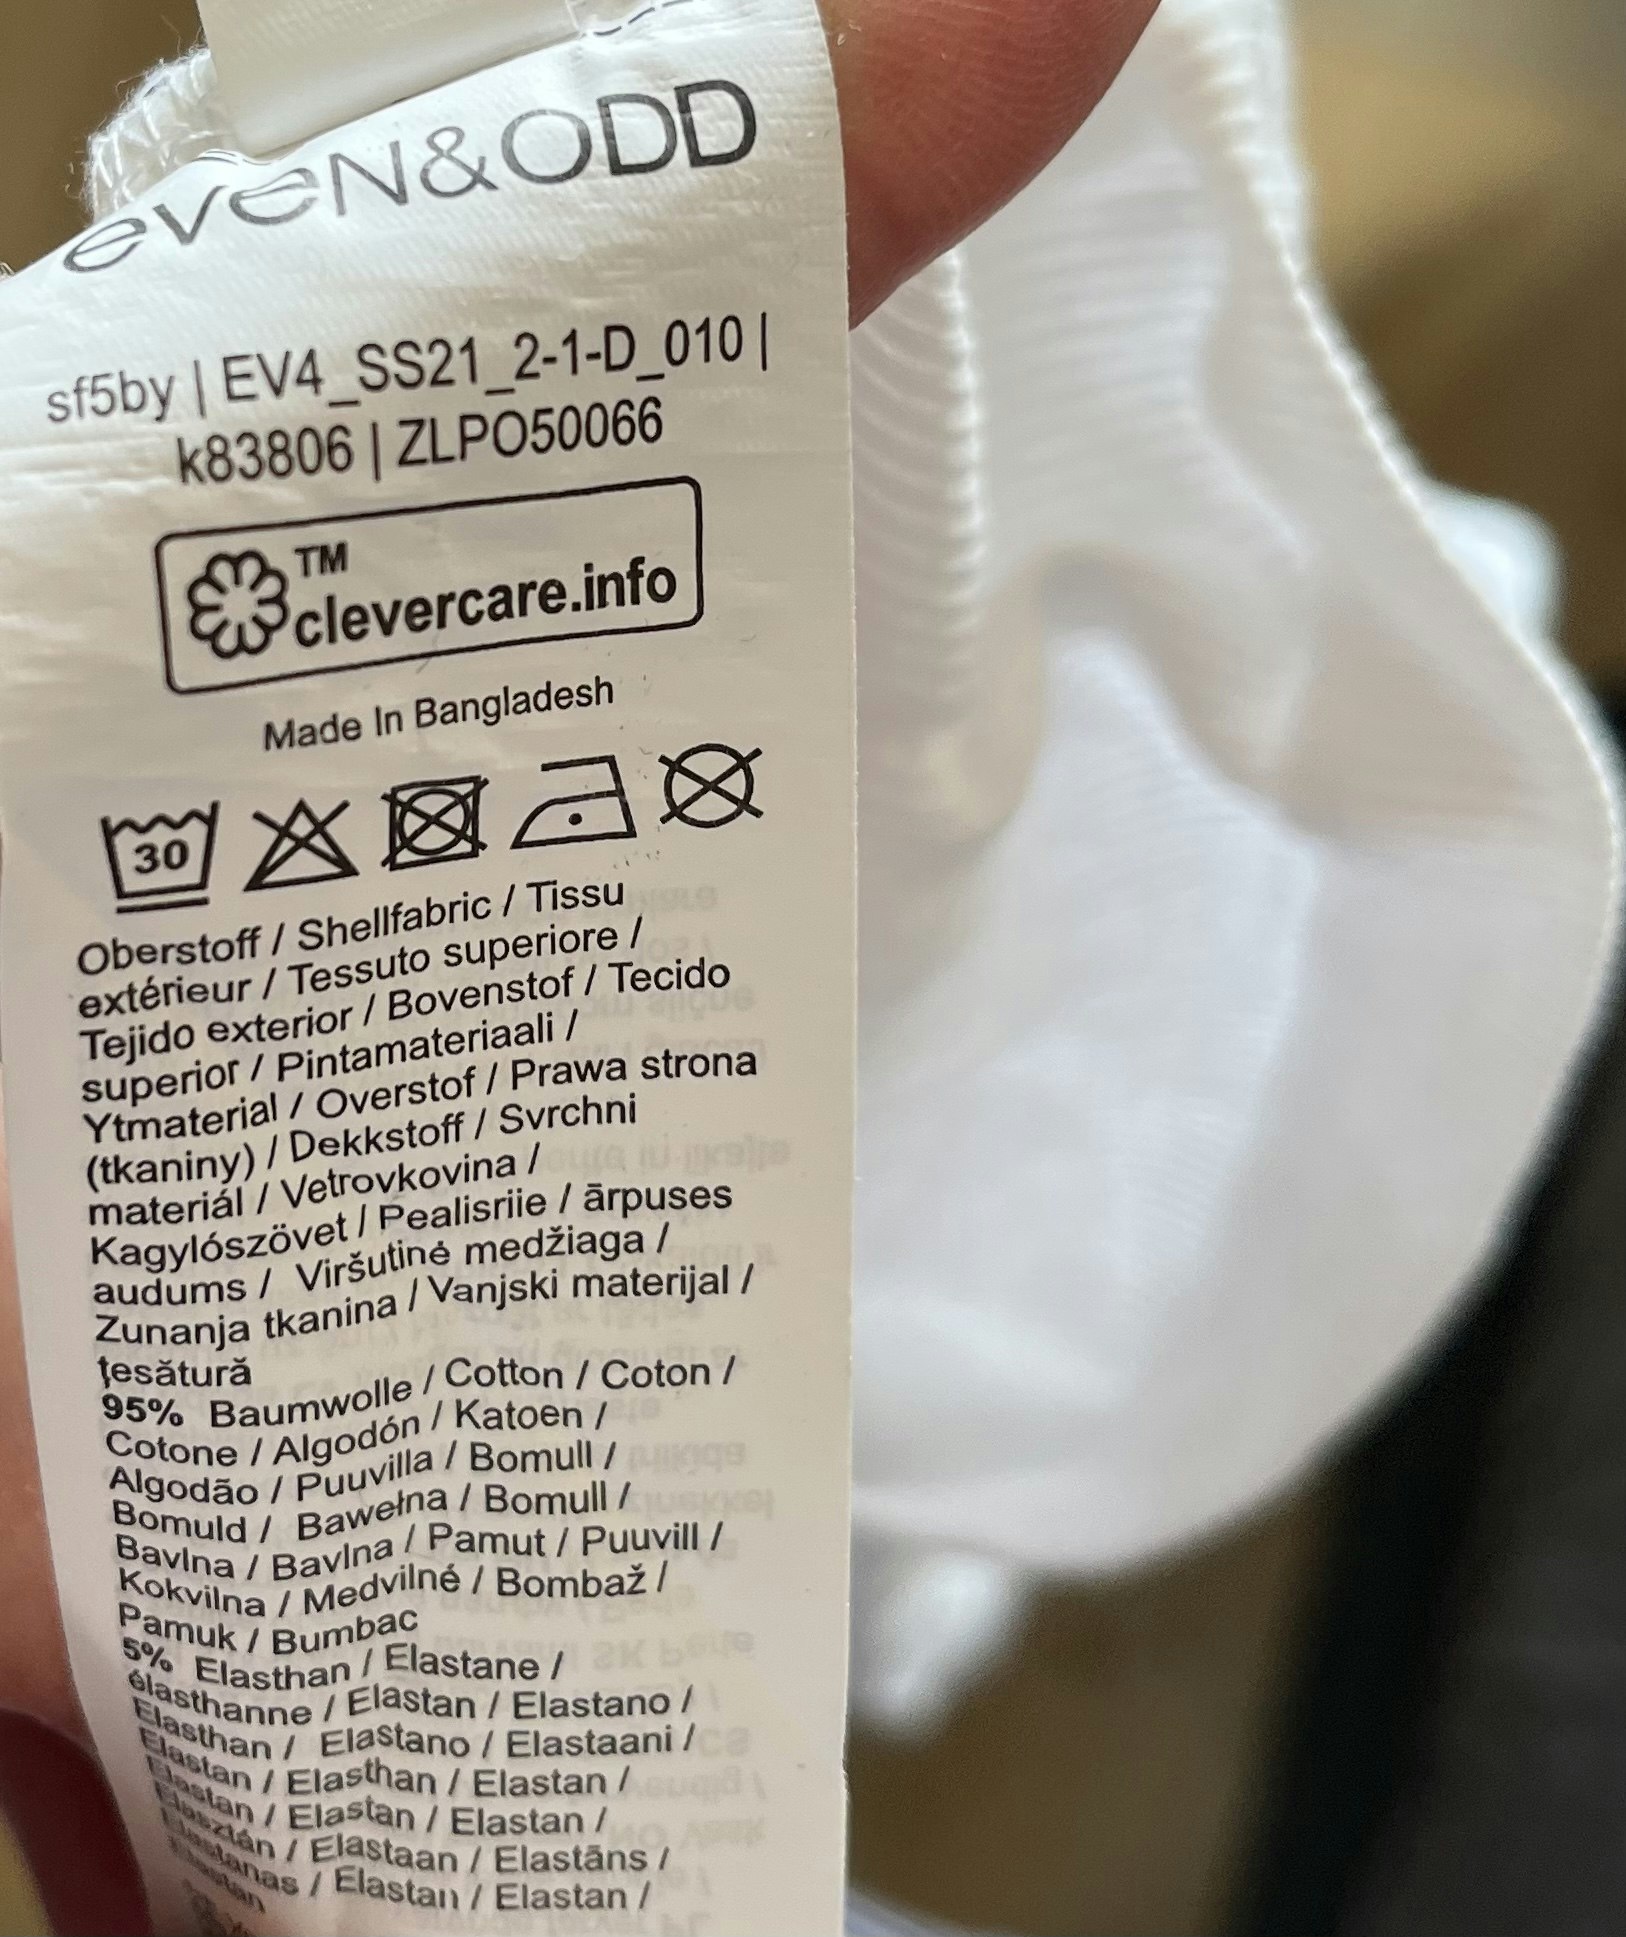 eveN&ODD
sf5by | EV4_SS21_2-1-D_010 |
k83806 | ZLPO50066
TM
clevercare.info
Made In Bangladesh
30
Oberstoff / Shellfabric / Tissu
extérieur / Tessuto superiore /
Tejido exterior / Bovenstof / Tecido
superior / Pintamateriaali /
Ytmaterial / Overstof / Prawa strona
(tkaniny) / Dekkstoff / Svrchni
materiál / Vetrovkovina /
Kagylószövet / Pealisriie / ārpuses
audums / Viršutinė medžiaga /
Zunanja tkanina / Vanjski materijal /
țesătură
95% Baumwolle / Cotton / Coton /
Cotone / Algodón / Katoen /
Algodão / Puuvilla / Bomull /
Bomuld / Bawełna / Bomull /
Bavlna / Bavlna / Pamut / Puuvill /
Kokvilna / Medvilné / Bombaž /
Pamuk / Bumbac
5% Elasthan / Elastane /
élasthanne / Elastan / Elastano /
Elasthan / Elastano / Elastaani /
Elastan / Elasthan / Elastan /
Elastan / Elastan / Elastan /
Elasztán / Elastaan / Elastāns /
Elastanas / Elastan / Elastan /
Elastan